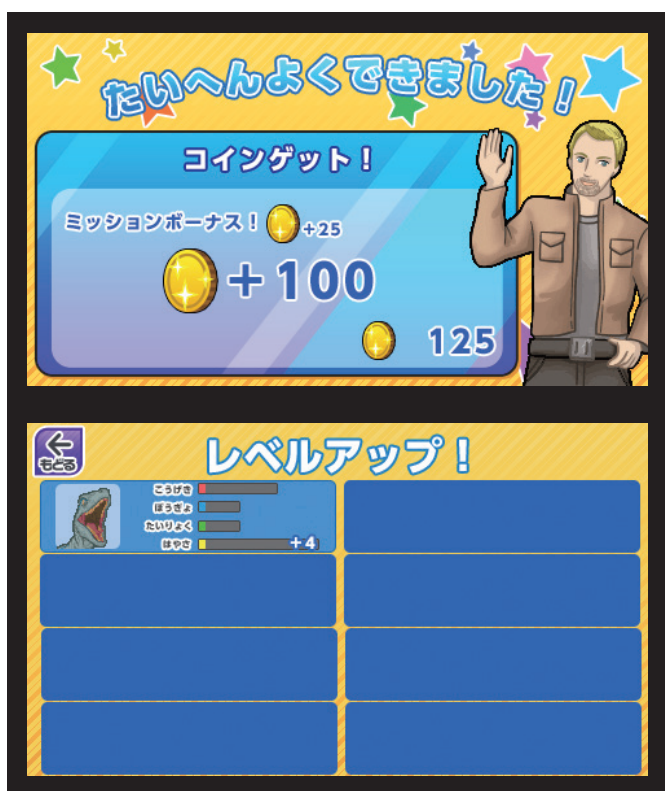 たいへんよくできました！
コインゲット！
ミッションボーナス！ +25
+100
125
もどる
レベルアップ！
こうげき
ぼうぎょ
たいりょく
はやさ +4